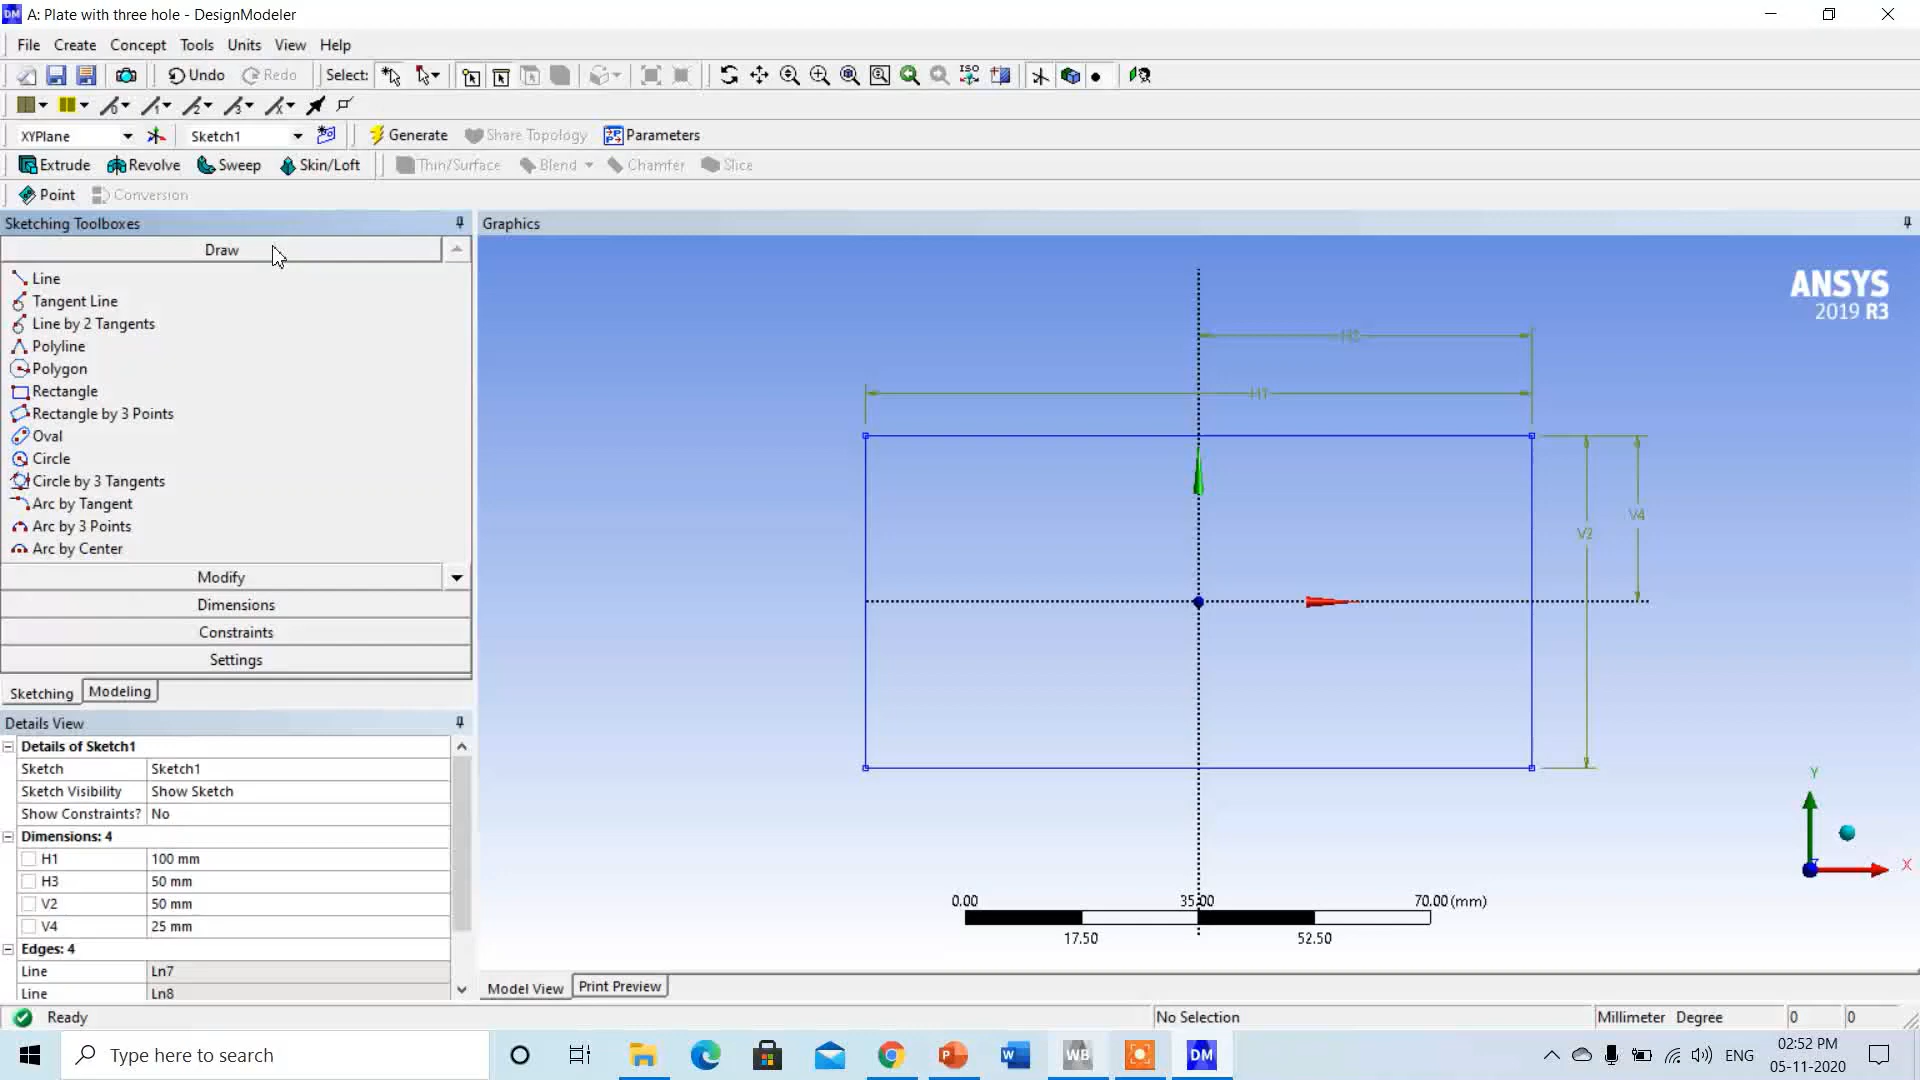 A: Plate with three hole - DesignModeler
File Create Concept Tools Units View Help
Undo Redo Select: ISO
XYPlane Sketch1 Generate Share Topology Parameters
Extrude Revolve Sweep Skin/Loft Thin/Surface Blend Chamfer Slice
Point Conversion
Sketching Toolboxes
Draw
Line
Tangent Line
Line by 2 Tangents
Polyline
Polygon
Rectangle
Rectangle by 3 Points
Oval
Circle
Circle by 3 Tangents
Arc by Tangent
Arc by 3 Points
Arc by Center
Modify
Dimensions
Constraints
Settings
Sketching Modeling
Details View
Details of Sketch1
Sketch Sketch1
Sketch Visibility Show Sketch
Show Constraints? No
Dimensions: 4
H1 100 mm
H3 50 mm
V2 50 mm
V4 25 mm
Edges: 4
Line Ln7
Line Ln8
Graphics
ANSYS
2019 R3
H3
H1
V4
V2
Y
X
0.00 35.00 70.00 (mm)
17.50 52.50
Model View Print Preview
Ready No Selection Millimeter Degree 0 0
Type here to search
WB DM
ENG
02:52 PM
05-11-2020